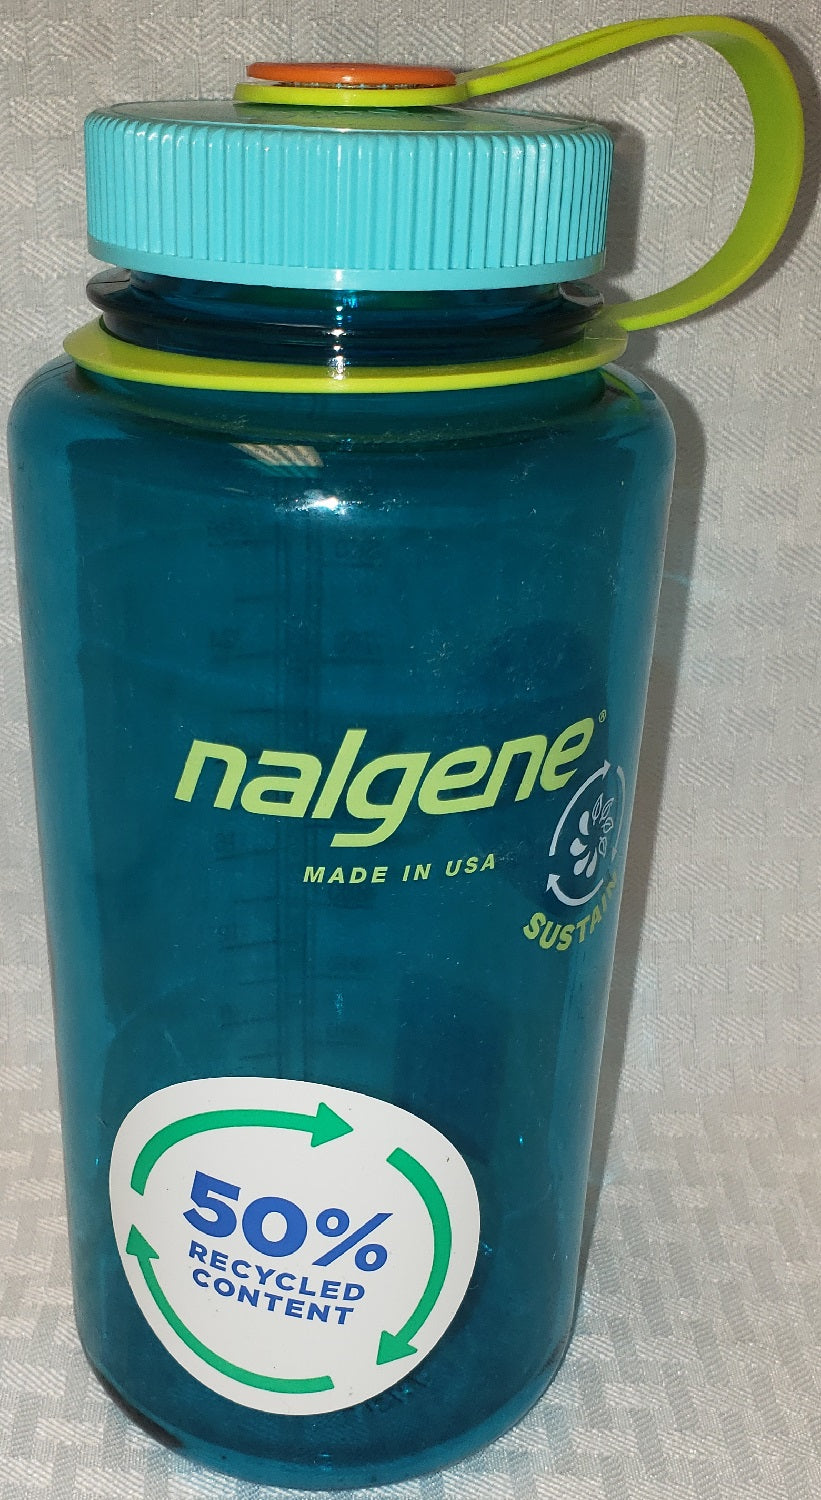 nalgene®
MADE IN USA
SUSTAIN
50%
RECYCLED
CONTENT